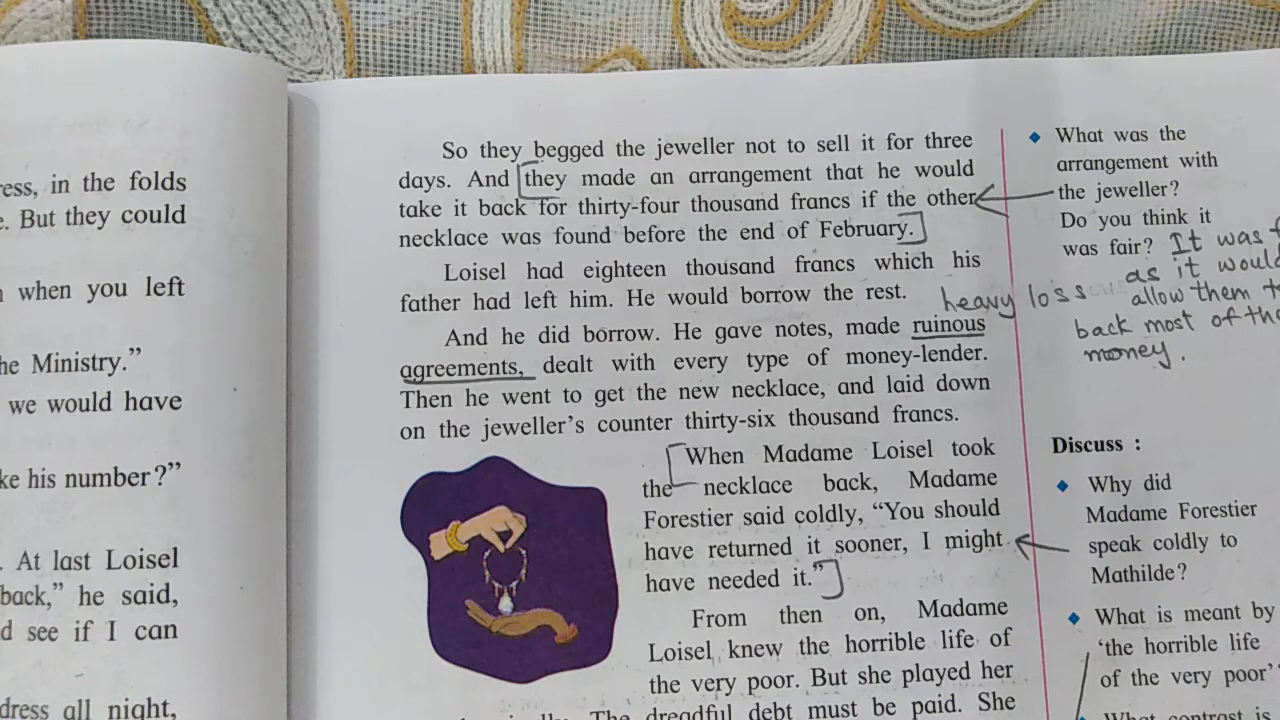 ress, in the folds
e. But they could
when you left
he Ministry.”
we would have
ke his number?”
. At last Loisel
back,” he said,
d see if I can
dress all night,
So they begged the jeweller not to sell it for three
days. And they made an arrangement that he would
take it back for thirty-four thousand francs if the other
necklace was found before the end of February.
Loisel had eighteen thousand francs which his
father had left him. He would borrow the rest.
And he did borrow. He gave notes, made ruinous
agreements, dealt with every type of money-lender.
Then he went to get the new necklace, and laid down
on the jeweller’s counter thirty-six thousand francs.
When Madame Loisel took
the necklace back, Madame
Forestier said coldly, “You should
have returned it sooner, I might
have needed it.”
From then on, Madame
Loisel knew the horrible life of
the very poor. But she played her
The dreadful debt must be paid. She
What was the
arrangement with
the jeweller?
Do you think it
was fair? It was
as it would
heavy loss
allow them
back most of the
money.
Discuss :
Why did
Madame Forestier
speak coldly to
Mathilde?
What is meant by
‘the horrible life
of the very poor’
What contrast is